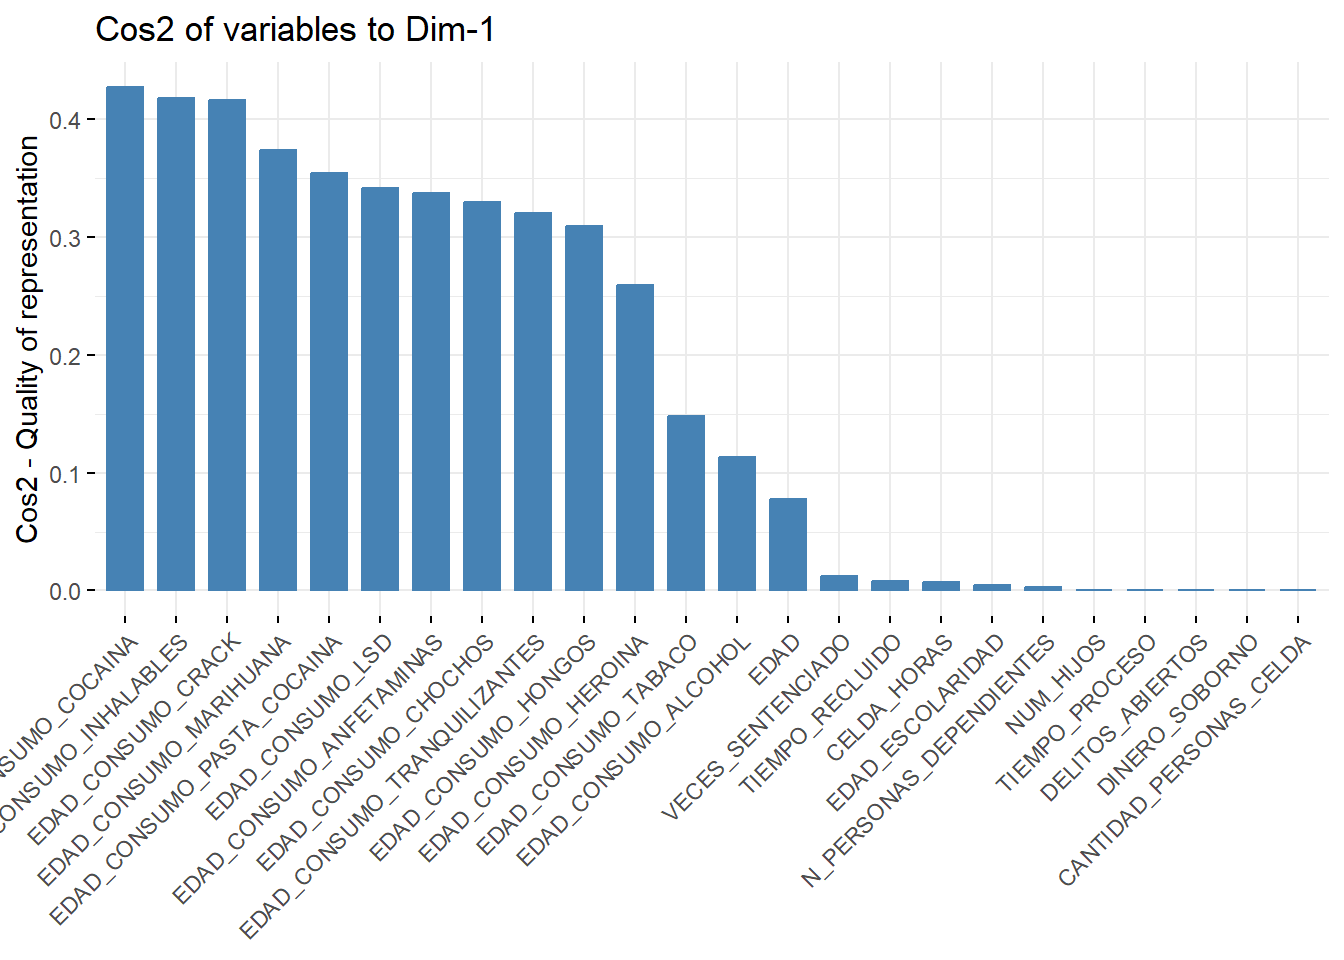 Cos2 of variables to Dim-1
Cos2 - Quality of representation
0.4
0.3
0.2
0.1
0.0
NSUMO_COCAINA
CONSUMO_INHALABLES
EDAD_CONSUMO_CRACK
EDAD_CONSUMO_MARIHUANA
EDAD_CONSUMO_PASTA_COCAINA
EDAD_CONSUMO_LSD
EDAD_CONSUMO_ANFETAMINAS
EDAD_CONSUMO_CHOCHOS
EDAD_CONSUMO_TRANQUILIZANTES
EDAD_CONSUMO_HONGOS
EDAD_CONSUMO_HEROINA
EDAD_CONSUMO_TABACO
EDAD_CONSUMO_ALCOHOL
EDAD
VECES_SENTENCIADO
TIEMPO_RECLUIDO
CELDA_HORAS
EDAD_ESCOLARIDAD
N_PERSONAS_DEPENDIENTES
NUM_HIJOS
TIEMPO_PROCESO
DELITOS_ABIERTOS
DINERO_SOBORNO
CANTIDAD_PERSONAS_CELDA